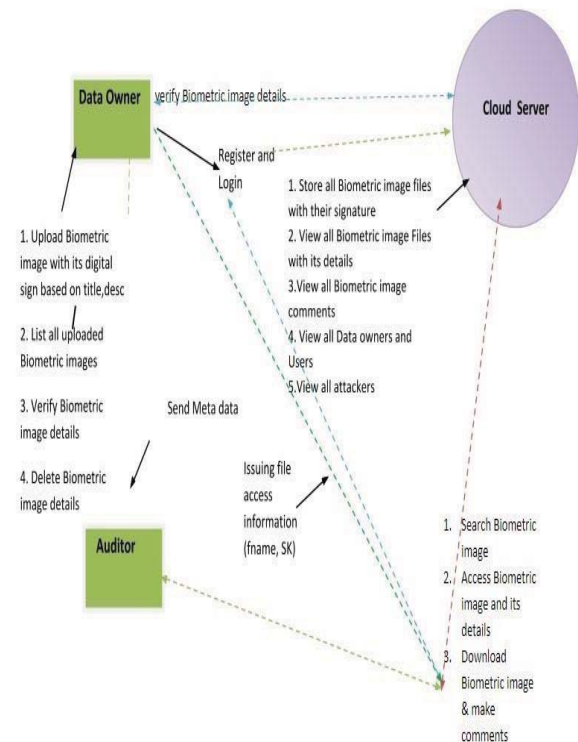 Data Owner
verify Biometric image details
Cloud Server
Register and
Login
1. Store all Biometric image files
with their signature
2. View all Biometric image Files
with its details
3.View all Biometric image
comments
4. View all Data owners and
Users
5.View all attackers
1. Upload Biometric
image with its digital
sign based on title,desc
2. List all uploaded
Biometric images
3. Verify Biometric
image details
4. Delete Biometric
image details
Send Meta data
Issuing file
access
information
(fname, SK)
Auditor
1. Search Biometric
image
2. Access Biometric
image and its
details
3. Download
Biometric image
& make
comments